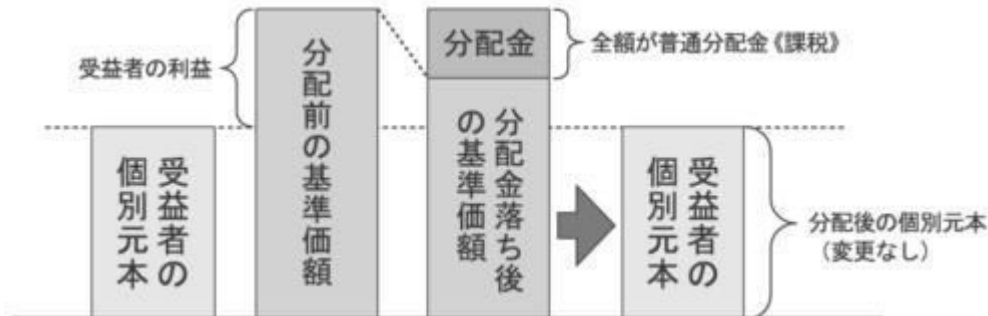 受益者の利益
受益者の
個別元本
分配前の基準価額
分配金
全額が普通分配金《課税》
分配金落ち後
の基準価額
受益者の
個別元本
分配後の個別元本
（変更なし）